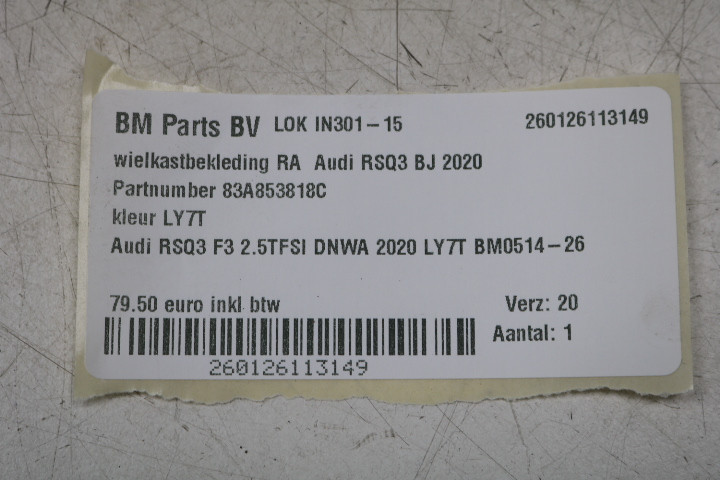 BM Parts BV LOK IN301-15 260126113149
wielkastbekleding RA Audi RSQ3 BJ 2020
Partnumber 83A853818C
kleur LY7T
Audi RSQ3 F3 2.5TFSI DNWA 2020 LY7T BM0514-26
79.50 euro inkl btw Verz: 20
Aantal: 1
260126113149